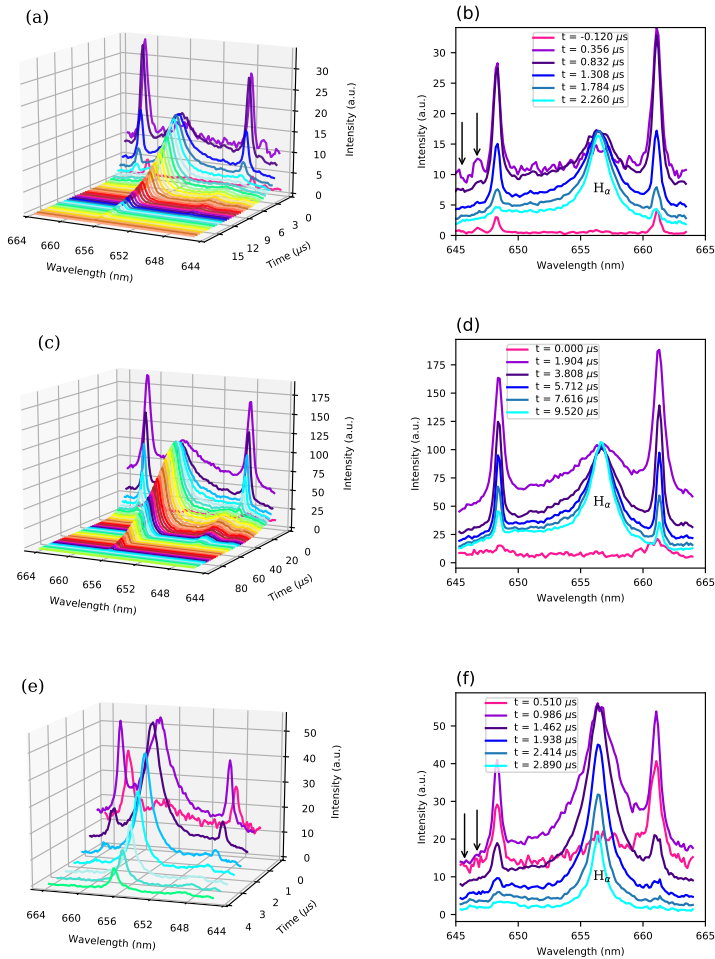 (a)
35
30
25
20
15
10
5
0
Intensity (a.u.)
664
660
656
652
648
644
Wavelength (nm)
15
12
9
6
3
0
Time (μs)
(b)
t = -0.120 μs
t = 0.356 μs
t = 0.832 μs
t = 1.308 μs
t = 1.784 μs
t = 2.260 μs
30
25
20
15
10
5
0
Intensity (a.u.)
Hα
645
650
655
660
665
Wavelength (nm)
(c)
175
150
125
100
75
50
25
0
Intensity (a.u.)
664
660
656
652
648
644
Wavelength (nm)
80
60
40
20
0
Time (μs)
(d)
t = 0.000 μs
t = 1.904 μs
t = 3.808 μs
t = 5.712 μs
t = 7.616 μs
t = 9.520 μs
175
150
125
100
75
50
25
0
Intensity (a.u.)
Hα
645
650
655
660
665
Wavelength (nm)
(e)
50
40
30
20
10
0
Intensity (a.u.)
664
660
656
652
648
644
Wavelength (nm)
4
3
2
1
0
Time (μs)
(f)
t = 0.510 μs
t = 0.986 μs
t = 1.462 μs
t = 1.938 μs
t = 2.414 μs
t = 2.890 μs
50
40
30
20
10
0
Intensity (a.u.)
Hα
645
650
655
660
665
Wavelength (nm)